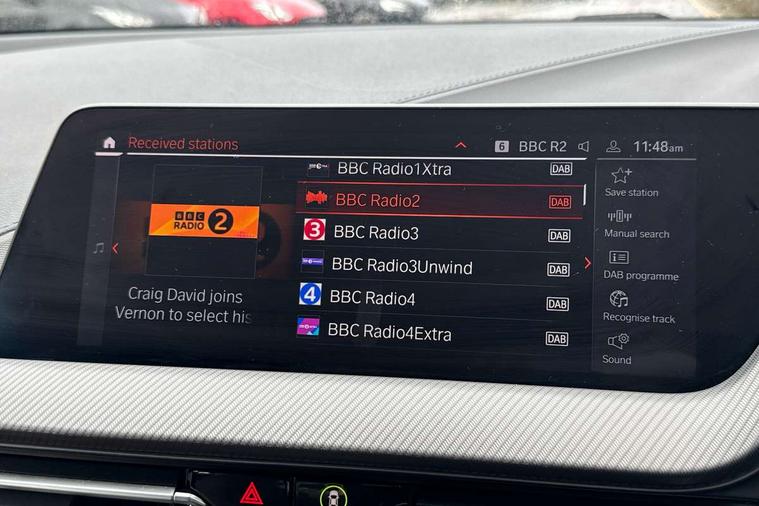 Received stations
6 BBC R2
11:48am
BBC Radio1Xtra DAB
BBC Radio2 DAB
BBC Radio3 DAB
BBC Radio3Unwind DAB
BBC Radio4 DAB
BBC Radio4Extra DAB
BBC
RADIO 2
Craig David joins
Vernon to select his
3
4
Save station
Manual search
DAB programme
Recognise track
Sound